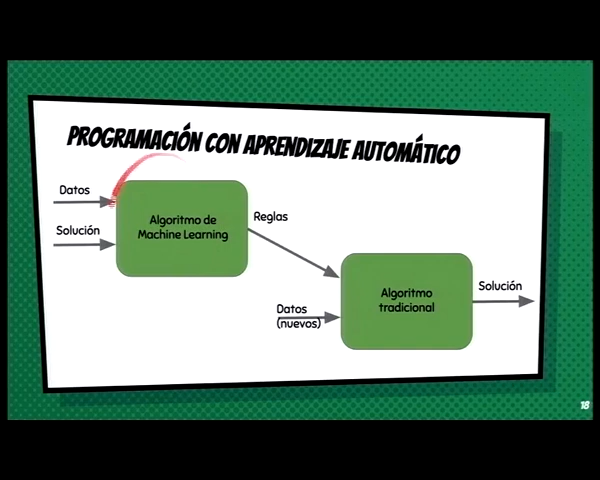 PROGRAMACIÓN CON APRENDIZAJE AUTOMÁTICO
Datos
Solución
Algoritmo de
Machine Learning
Reglas
Datos
(nuevos)
Algoritmo
tradicional
Solución
18